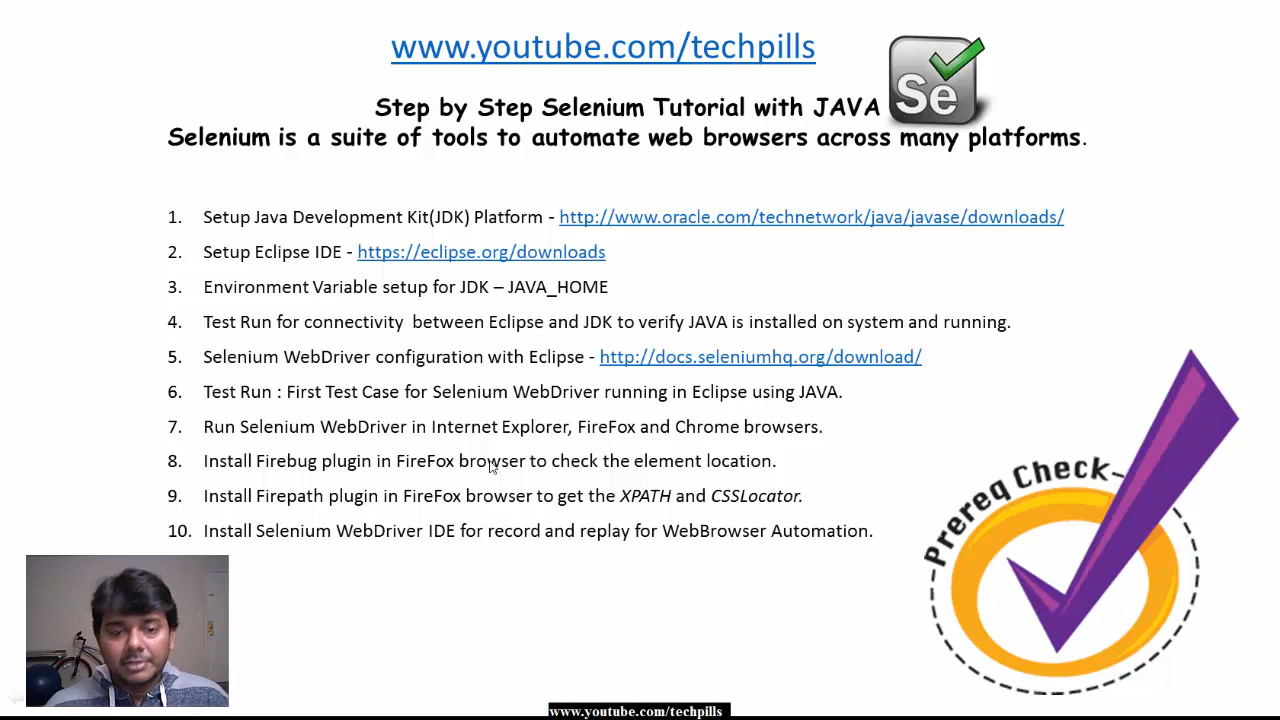 www.youtube.com/techpills
Se
Step by Step Selenium Tutorial with JAVA
Selenium is a suite of tools to automate web browsers across many platforms.
1. Setup Java Development Kit(JDK) Platform - http://www.oracle.com/technetwork/java/javase/downloads/
2. Setup Eclipse IDE - https://eclipse.org/downloads
3. Environment Variable setup for JDK – JAVA_HOME
4. Test Run for connectivity between Eclipse and JDK to verify JAVA is installed on system and running.
5. Selenium WebDriver configuration with Eclipse - http://docs.seleniumhq.org/download/
6. Test Run : First Test Case for Selenium WebDriver running in Eclipse using JAVA.
7. Run Selenium WebDriver in Internet Explorer, FireFox and Chrome browsers.
8. Install Firebug plugin in FireFox browser to check the element location.
9. Install Firepath plugin in FireFox browser to get the XPATH and CSSLocator.
10. Install Selenium WebDriver IDE for record and replay for WebBrowser Automation.
Prereq Check-
www.youtube.com/techpills